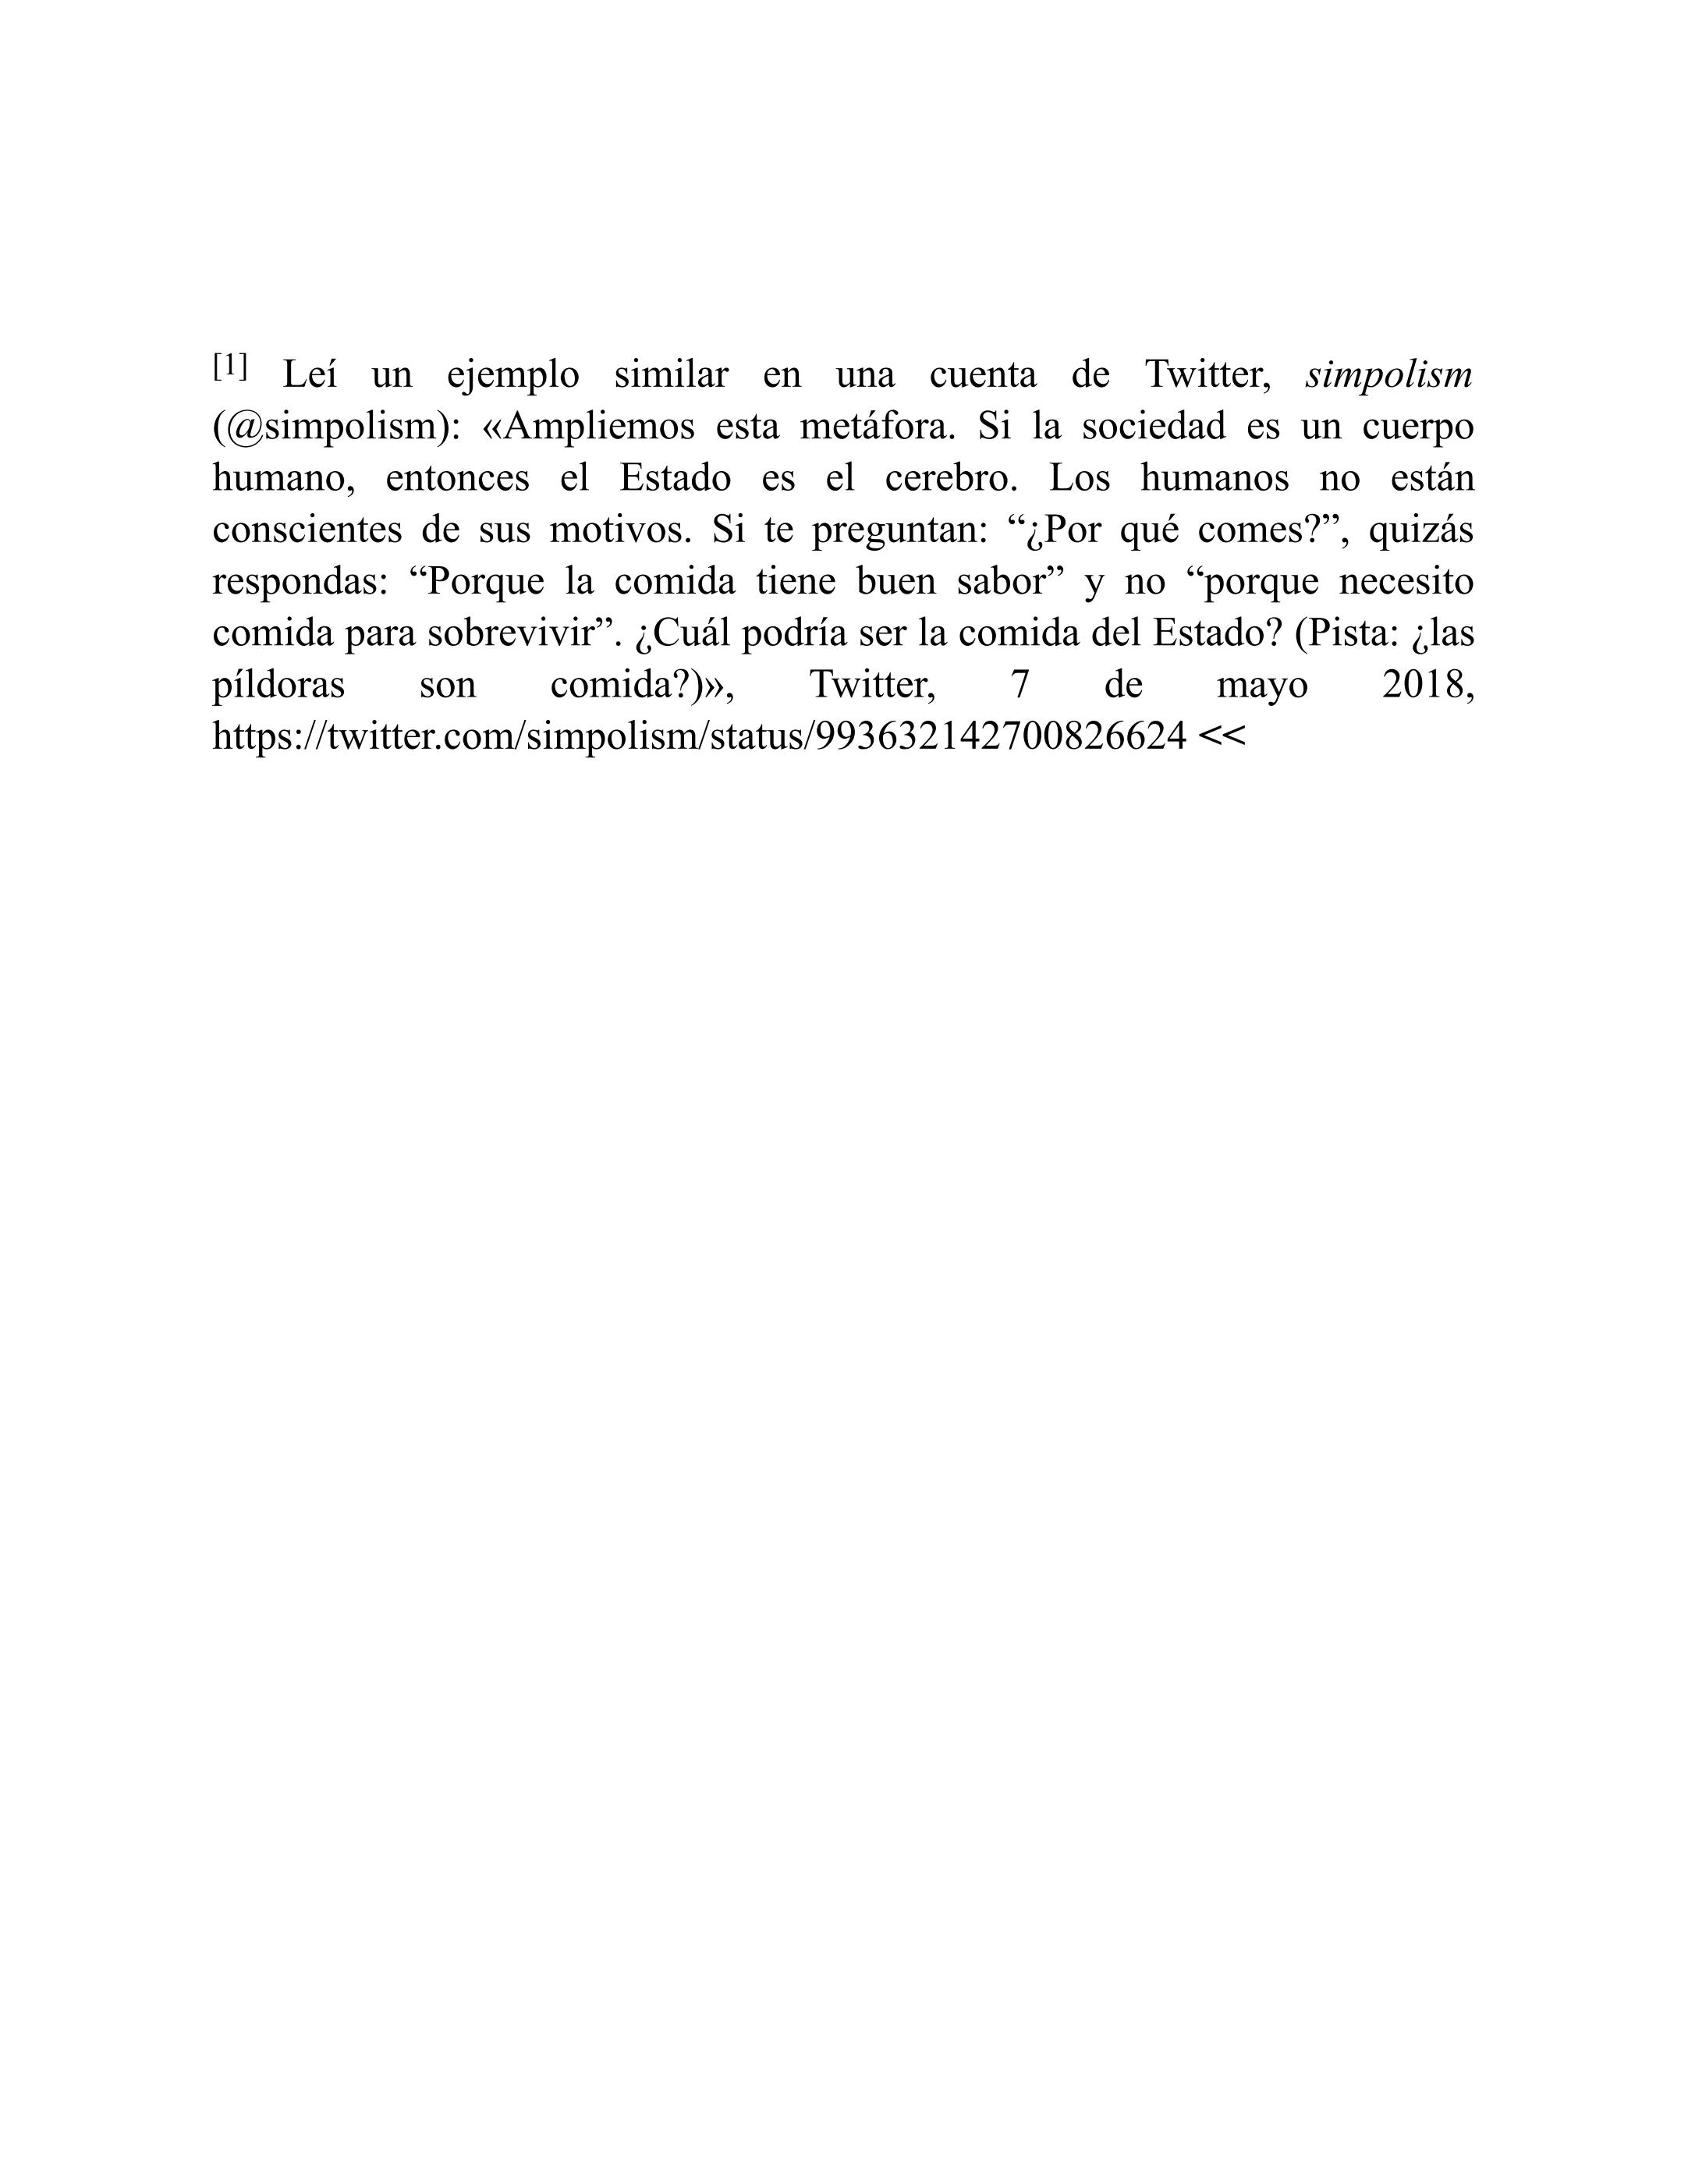 [1] Leí un ejemplo similar en una cuenta de Twitter, simpolism
(@simpolism): «Ampliemos esta metáfora. Si la sociedad es un cuerpo
humano, entonces el Estado es el cerebro. Los humanos no están
conscientes de sus motivos. Si te preguntan: “¿Por qué comes?”, quizás
respondas: “Porque la comida tiene buen sabor” y no “porque necesito
comida para sobrevivir”. ¿Cuál podría ser la comida del Estado? (Pista: ¿las
píldoras son comida?)», Twitter, 7 de mayo 2018,
https://twitter.com/simpolism/status/993632142700826624 <<